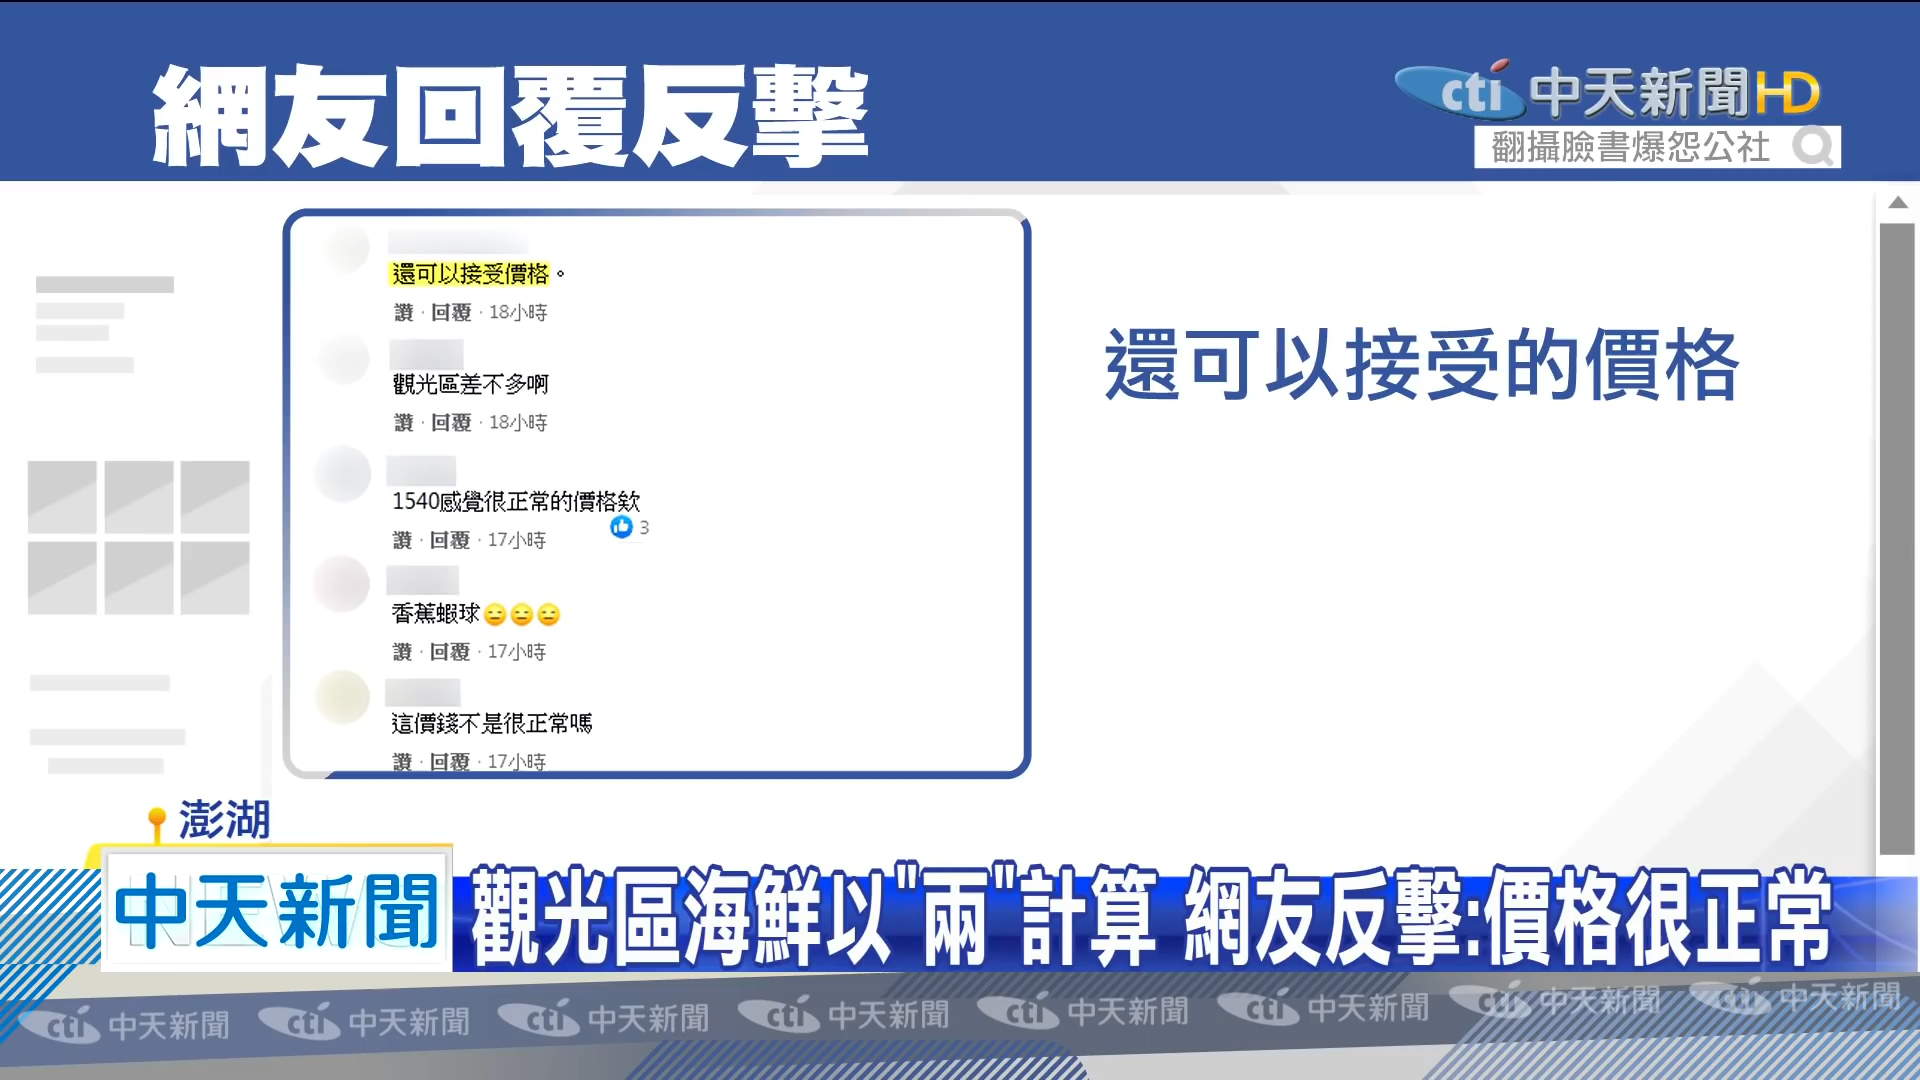 網友回覆反擊
cti 中天新聞HD
翻攝臉書爆怨公社
還可以接受價格。
讚·回覆·18小時
觀光區差不多啊
讚·回覆·18小時
1540感覺很正常的價格欸
3
讚·回覆·17小時
香蕉蝦球😑😑😑
讚·回覆·17小時
這價錢不是很正常嗎
讚·回覆·17小時
還可以接受的價格
澎湖
中天新聞
觀光區海鮮以"兩"計算 網友反擊:價格很正常
cti 中天新聞 cti 中天新聞 cti 中天新聞 cti 中天新聞 cti 中天新聞 cti 中天新聞 cti 中天新聞 cti 中天新聞